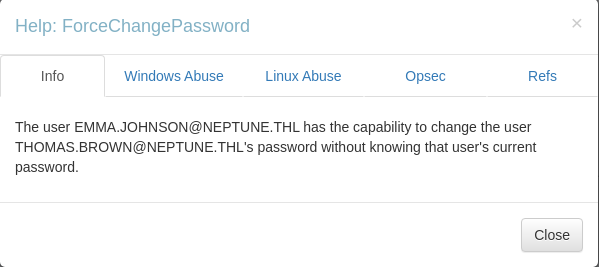 Help: ForceChangePassword ×
Info Windows Abuse Linux Abuse Opsec Refs
The user EMMA.JOHNSON@NEPTUNE.THL has the capability to change the user
THOMAS.BROWN@NEPTUNE.THL's password without knowing that user's current
password.
Close